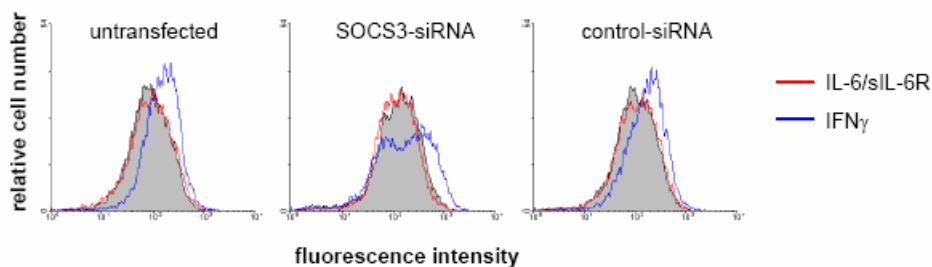 untransfected
SOCS3-siRNA
control-siRNA
relative cell number
IL-6/sIL-6R
IFNγ
fluorescence intensity